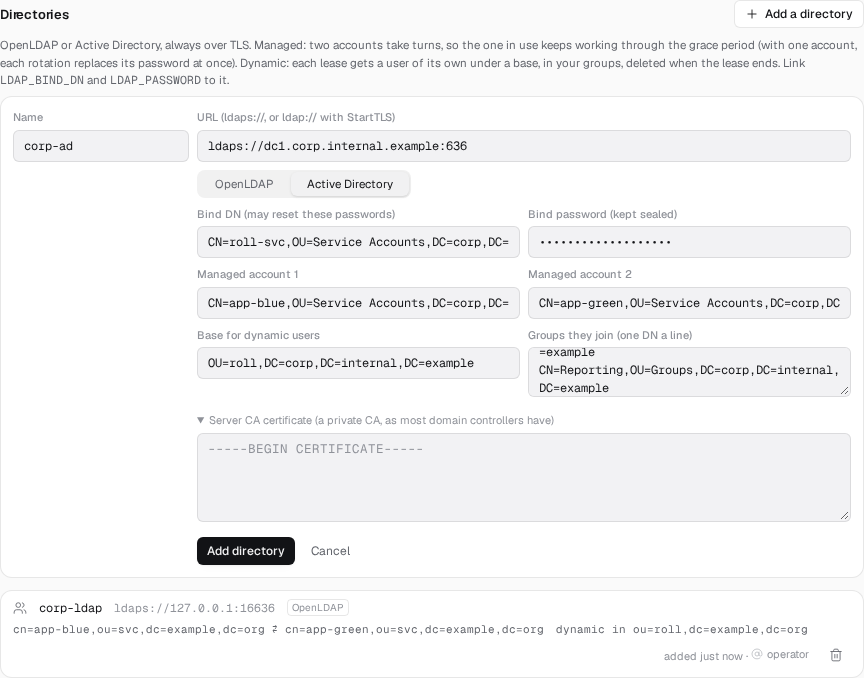 Directories
+ Add a directory
OpenLDAP or Active Directory, always over TLS. Managed: two accounts take turns, so the one in use keeps working through the grace period (with one account,
each rotation replaces its password at once). Dynamic: each lease gets a user of its own under a base, in your groups, deleted when the lease ends. Link
LDAP_BIND_DN and LDAP_PASSWORD to it.
Name
URL (ldaps://, or ldap:// with StartTLS)
corp-ad
ldaps://dc1.corp.internal.example:636
OpenLDAP
Active Directory
Bind DN (may reset these passwords)
Bind password (kept sealed)
CN=roll-svc,OU=Service Accounts,DC=corp,DC=
•••••••••••••••••••
Managed account 1
Managed account 2
CN=app-blue,OU=Service Accounts,DC=corp,DC=
CN=app-green,OU=Service Accounts,DC=corp,DC
Base for dynamic users
Groups they join (one DN a line)
OU=roll,DC=corp,DC=internal,DC=example
=example
CN=Reporting,OU=Groups,DC=corp,DC=internal,
DC=example
▼ Server CA certificate (a private CA, as most domain controllers have)
-----BEGIN CERTIFICATE-----
Add directory
Cancel
corp-ldap ldaps://127.0.0.1:16636 OpenLDAP
cn=app-blue,ou=svc,dc=example,dc=org ⇄ cn=app-green,ou=svc,dc=example,dc=org dynamic in ou=roll,dc=example,dc=org
added just now · @ operator